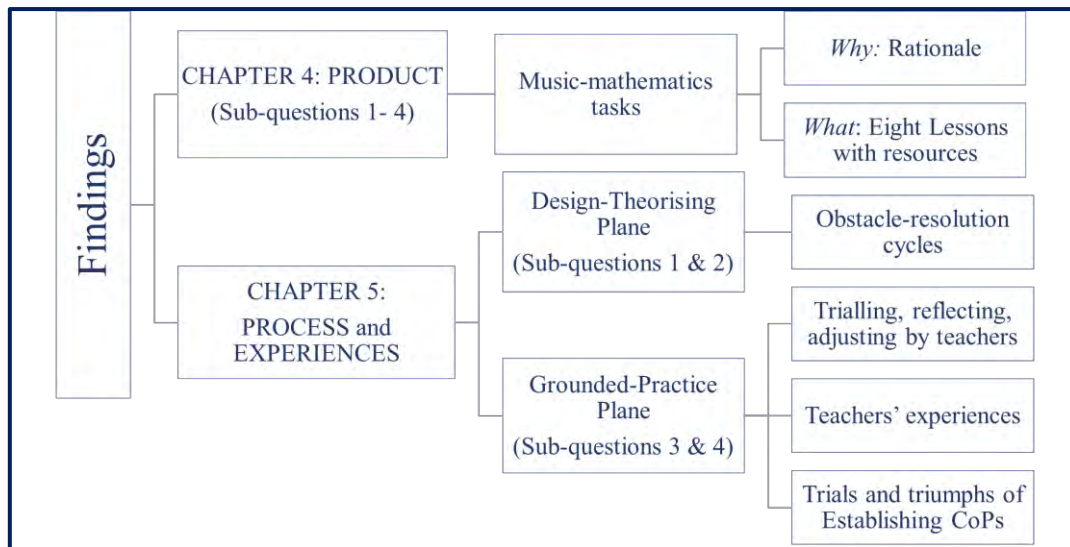 Findings
CHAPTER 4: PRODUCT
(Sub-questions 1- 4)
Music-mathematics
tasks
Why: Rationale
What: Eight Lessons
with resources
CHAPTER 5:
PROCESS and
EXPERIENCES
Design-Theorising
Plane
(Sub-questions 1 & 2)
Obstacle-resolution
cycles
Grounded-Practice
Plane
(Sub-questions 3 & 4)
Trialling, reflecting,
adjusting by teachers
Teachers’ experiences
Trials and triumphs of
Establishing CoPs